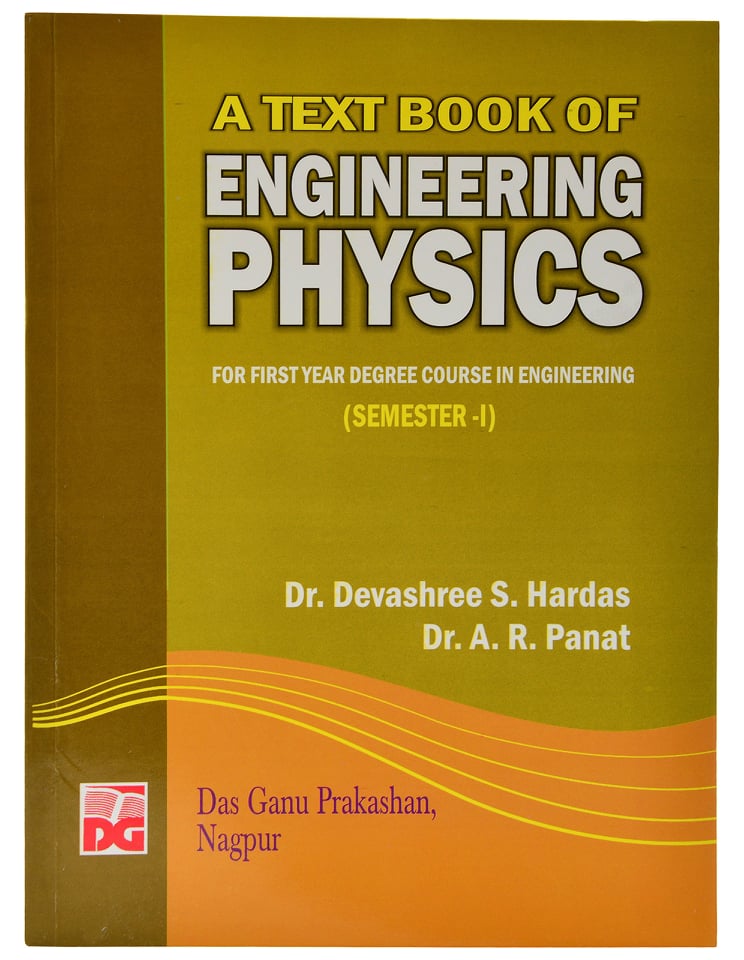 A TEXT BOOK OF
ENGINEERING
PHYSICS
FOR FIRST YEAR DEGREE COURSE IN ENGINEERING
(SEMESTER -I)
Dr. Devashree S. Hardas
Dr. A. R. Panat
Das Ganu Prakashan,
Nagpur
DG